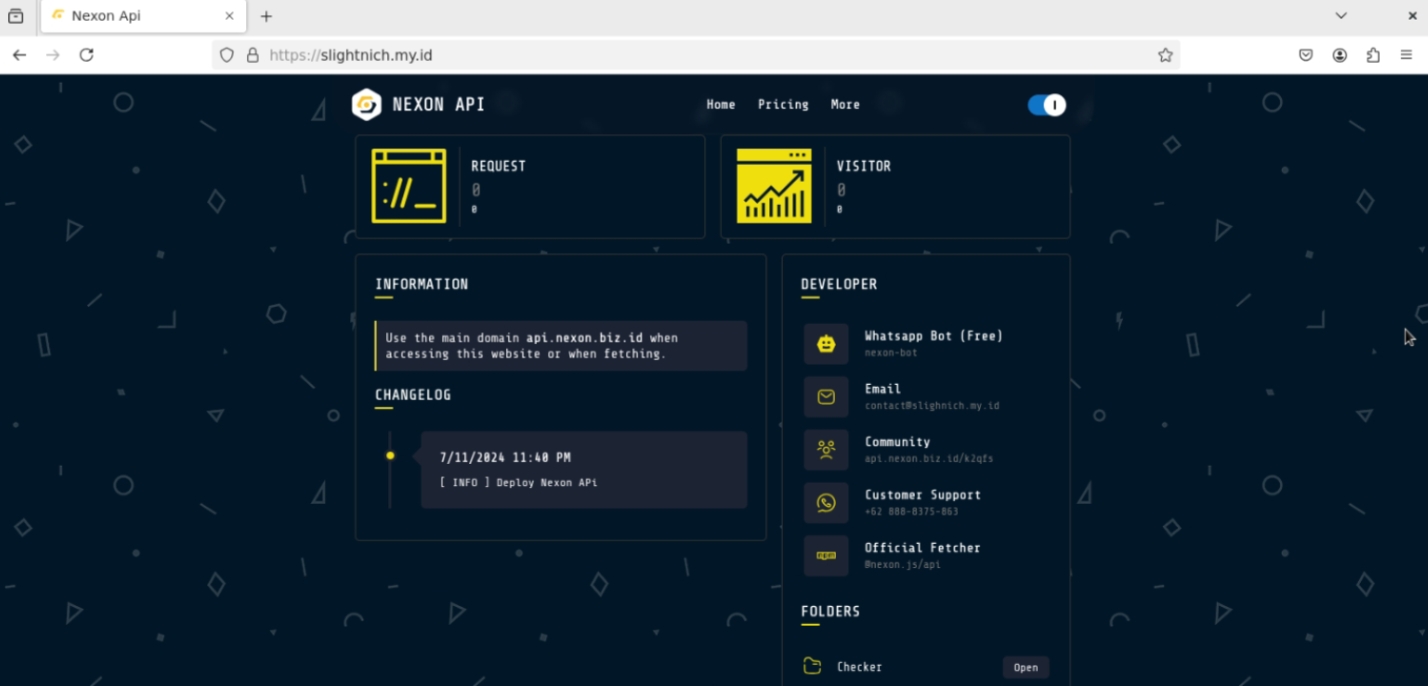 Nexon Api
https://slightnich.my.id
NEXON API
Home Pricing More
REQUEST
0
0
VISITOR
0
0
INFORMATION
Use the main domain api.nexon.biz.id when
accessing this website or when fetching.
CHANGELOG
7/11/2024 11:40 PM
[ INFO ] Deploy Nexon APi
DEVELOPER
Whatsapp Bot (Free)
nexon-bot
Email
contact@slighnich.my.id
Community
api.nexon.biz.id/k2qfs
Customer Support
+62 888-8375-863
Official Fetcher
@nexon.js/api
FOLDERS
Checker
Open